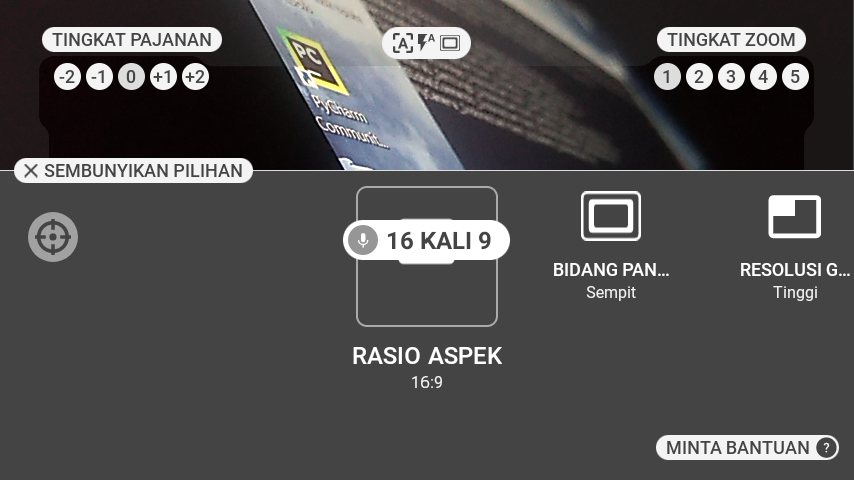 TINGKAT PAJANAN
A
A
TINGKAT ZOOM
-2 -1 0 +1 +2
1 2 3 4 5
PC
PyCharm
Communit...
SEMBUNYIKAN PILIHAN
16 KALI 9
BIDANG PAN...
Sempit
RESOLUSI G...
Tinggi
RASIO ASPEK
16:9
MINTA BANTUAN ?